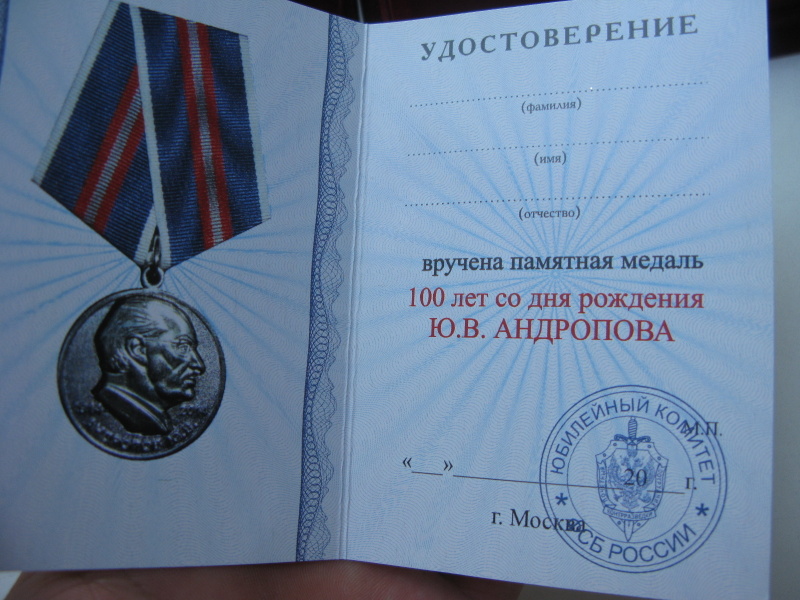 УДОСТОВЕРЕНИЕ
(фамилия)
(имя)
(отчество)
вручена памятная медаль
100 лет со дня рождения
Ю.В. АНДРОПОВА
М.П.
«___»____________20____г.
г. Москва
ЮБИЛЕЙНЫЙ КОМИТЕТ
ФСБ РОССИИ